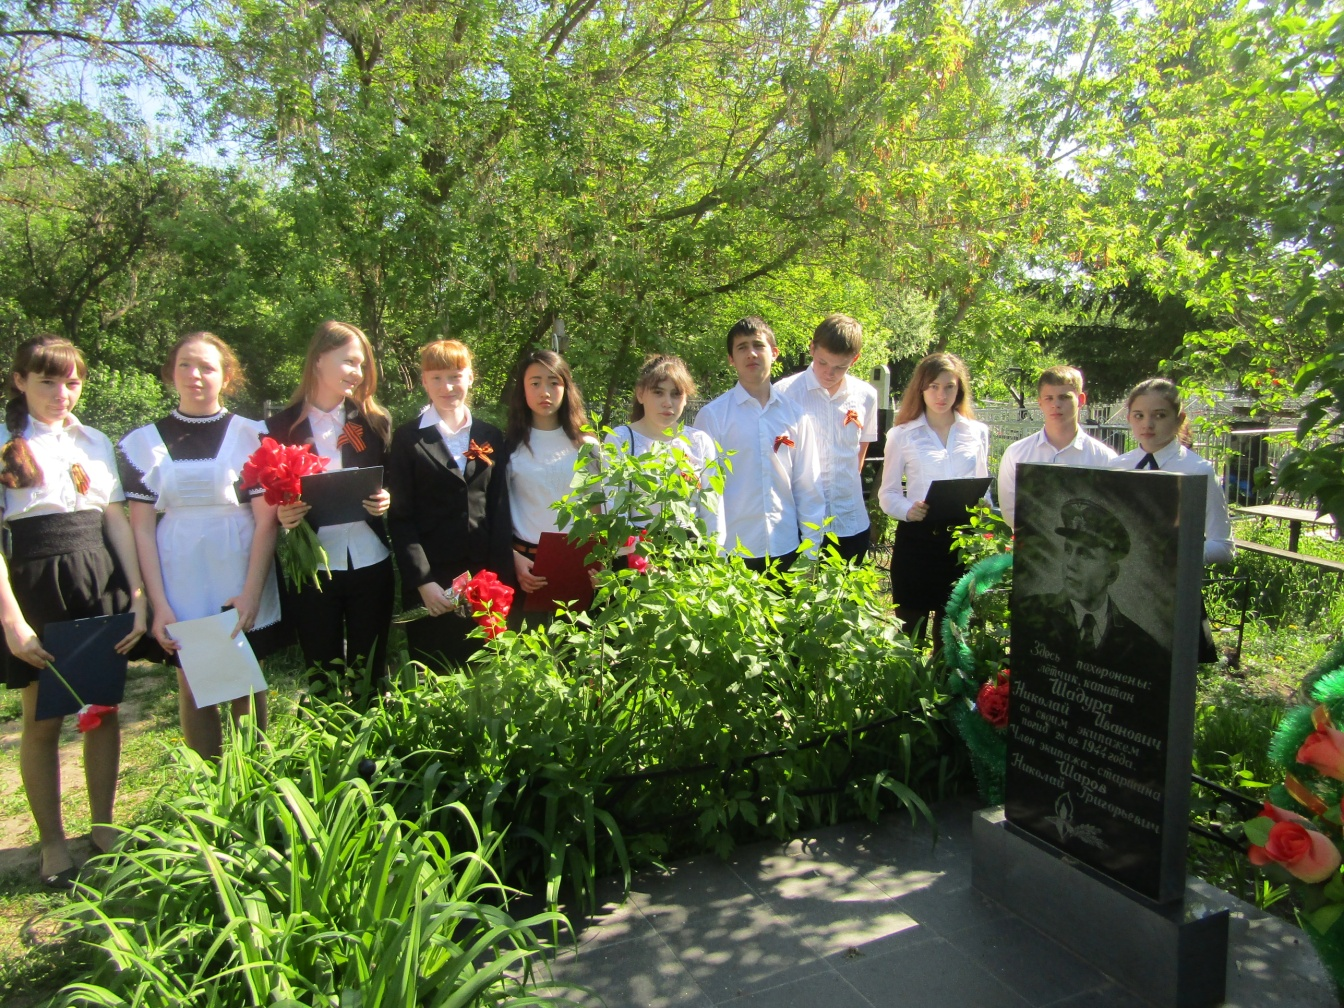 Здесь похоронены:
лётчик, капитан
Шадура
Николай Иванович
со своим экипажем
погиб 28.02.1944 года.
Член экипажа - старшина
Шаров
Николай Григорьевич